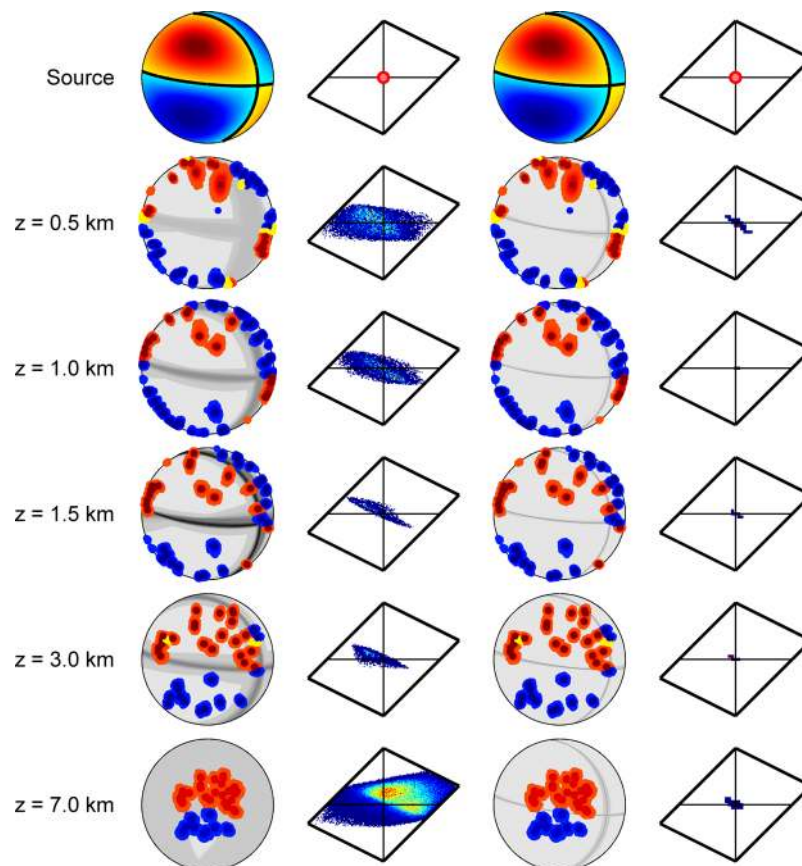 Source
z = 0.5 km
z = 1.0 km
z = 1.5 km
z = 3.0 km
z = 7.0 km